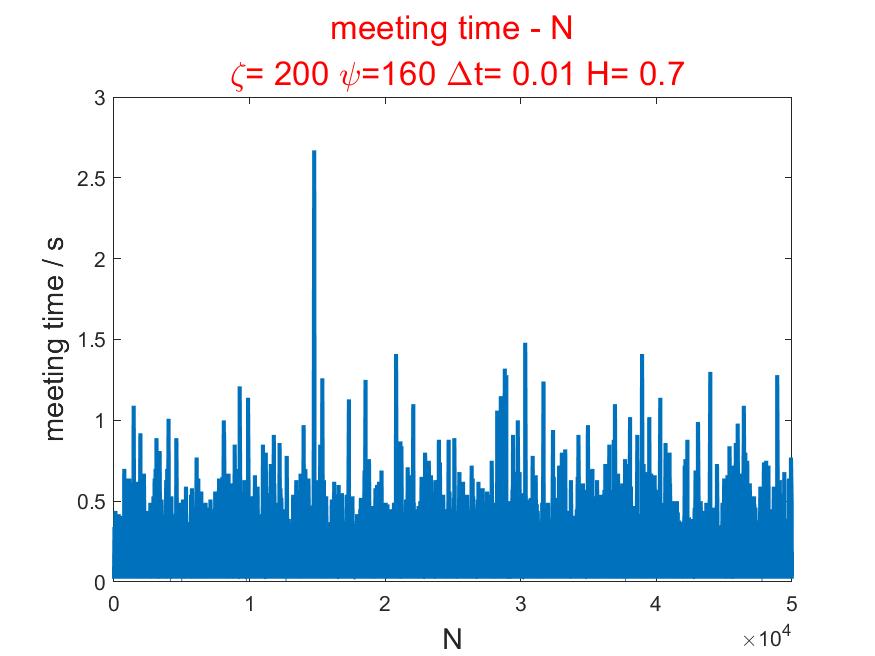 meeting time - N
ζ= 200 ψ=160 Δt= 0.01 H= 0.7
3
2.5
2
1.5
1
0.5
0
meeting time / s
0 1 2 3 4 5
N
×10⁴